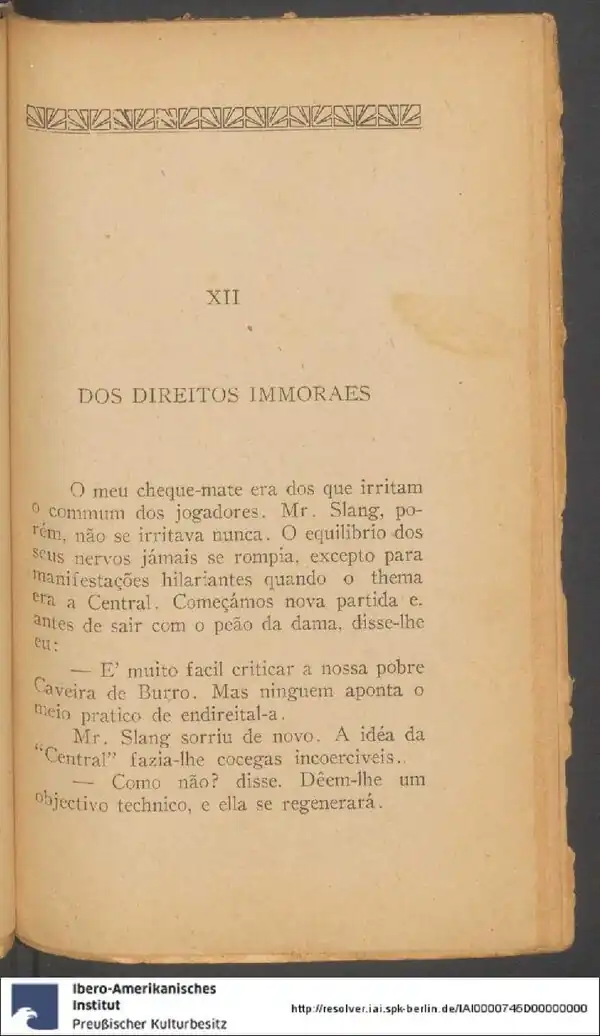 XII
DOS DIREITOS IMMORAES
O meu cheque-mate era dos que irritam
o commum dos jogadores. Mr. Slang, po-
rém, não se irritava nunca. O equilibrio dos
seus nervos jámais se rompia, excepto para
manifestações hilariantes quando o thema
era a Central. Começámos nova partida e.
antes de sair com o peão da dama, disse-lhe
eu:
— E' muito facil criticar a nossa pobre
Caveira de Burro. Mas ninguem aponta o
meio pratico de endireital-a.
Mr. Slang sorriu de novo. A idéa da
“Central” fazia-lhe cocegas incoerciveis..
— Como não? disse. Dêem-lhe um
objectivo technico, e ella se regenerará.
Ibero-Amerikanisches
Institut
Preußischer Kulturbesitz
http://resolver.iai.spk-berlin.de/IAI0000745D00000000